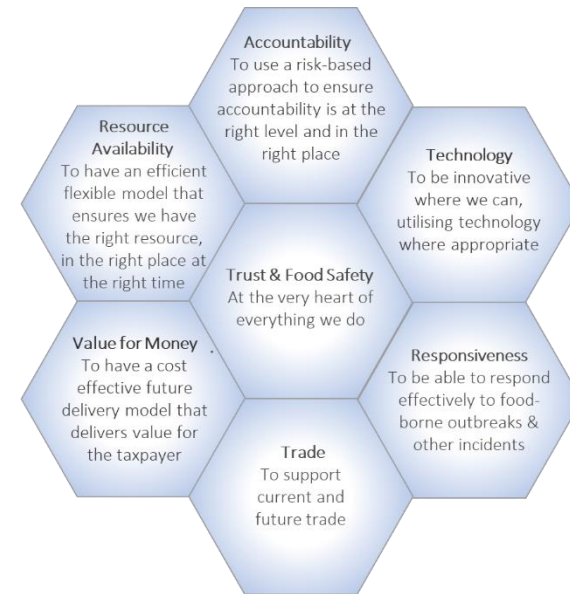 Accountability
To use a risk-based
approach to ensure
accountability is at the
right level and in the
right place
Resource
Availability
To have an efficient
flexible model that
ensures we have
the right resource,
in the right place at
the right time
Technology
To be innovative
where we can,
utilising technology
where appropriate
Trust & Food Safety
At the very heart of
everything we do
Value for Money
To have a cost
effective future
delivery model that
delivers value for
the taxpayer
Responsiveness
To be able to respond
effectively to food-
borne outbreaks &
other incidents
Trade
To support
current and
future trade